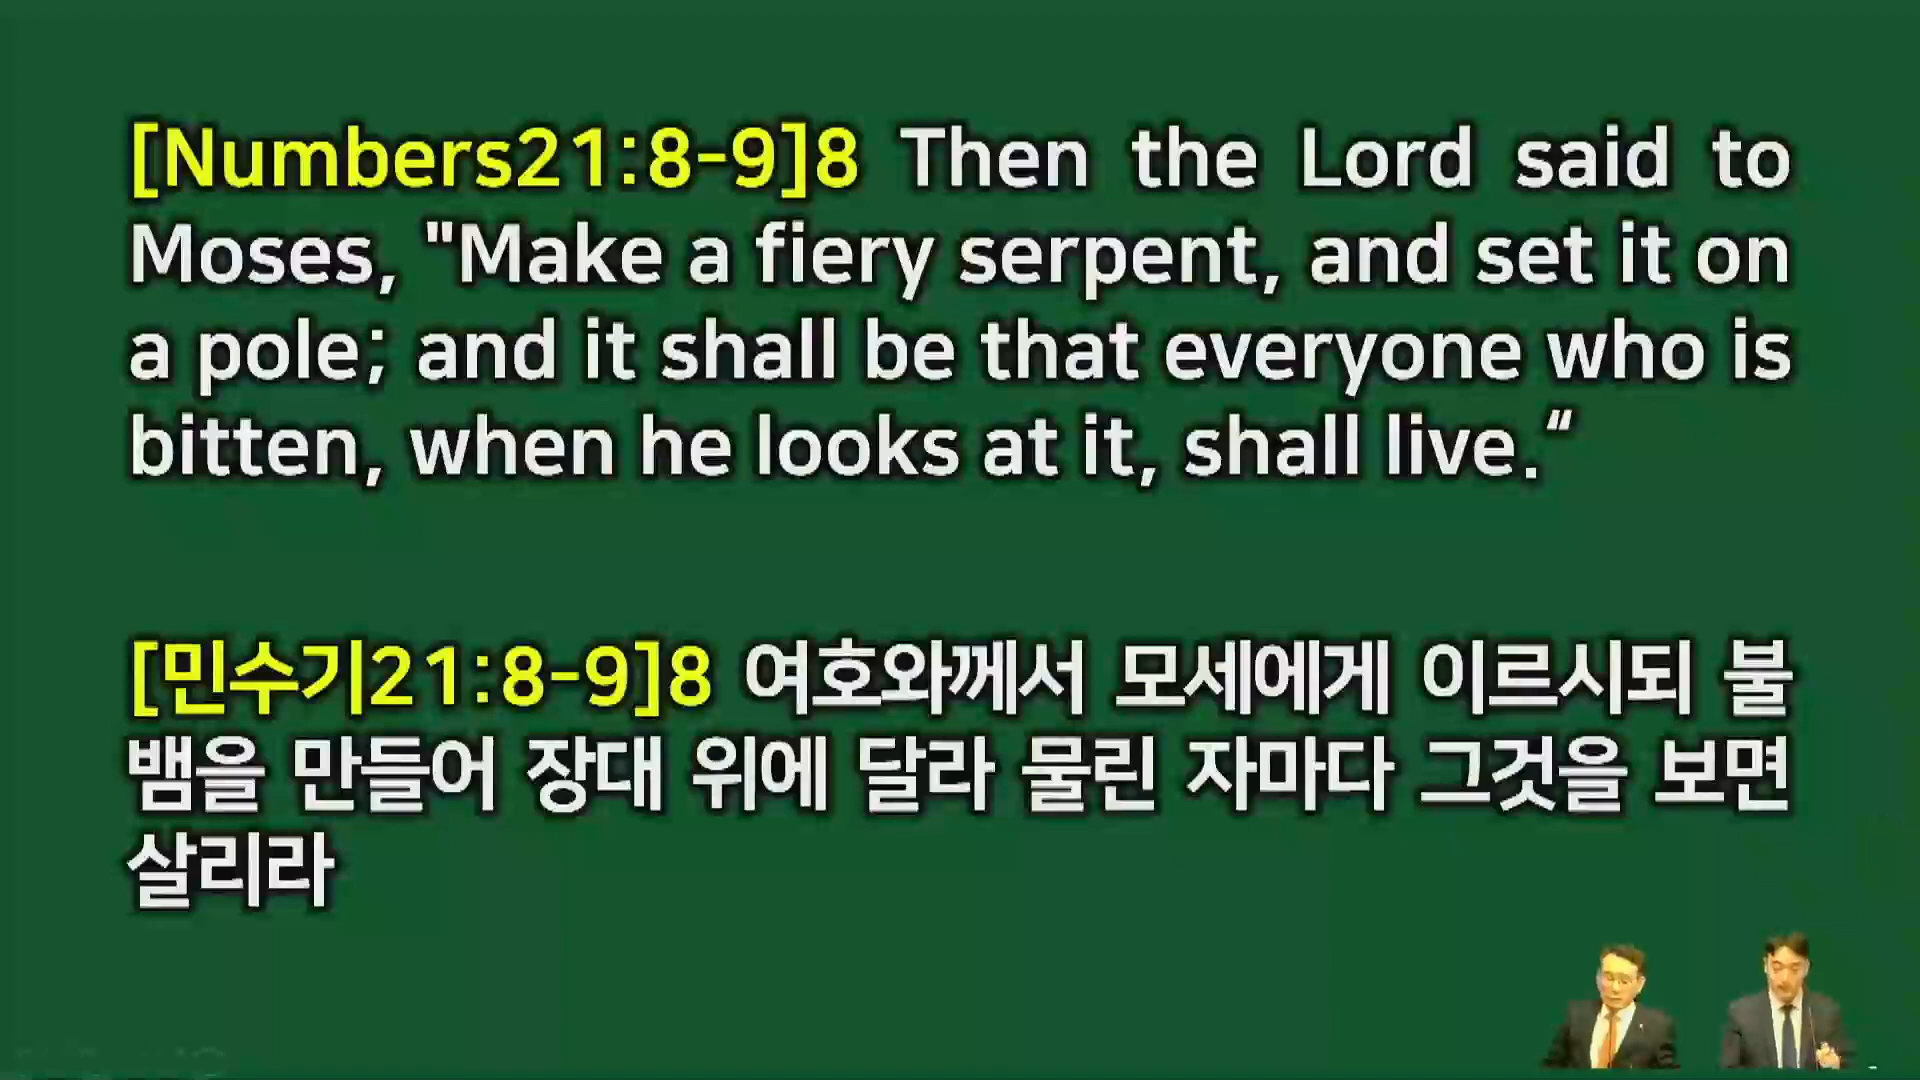 [Numbers21:8-9]8 Then the Lord said to
Moses, "Make a fiery serpent, and set it on
a pole; and it shall be that everyone who is
bitten, when he looks at it, shall live.“
[민수기21:8-9]8 여호와께서 모세에게 이르시되 불
뱀을 만들어 장대 위에 달라 물린 자마다 그것을 보면
살리라